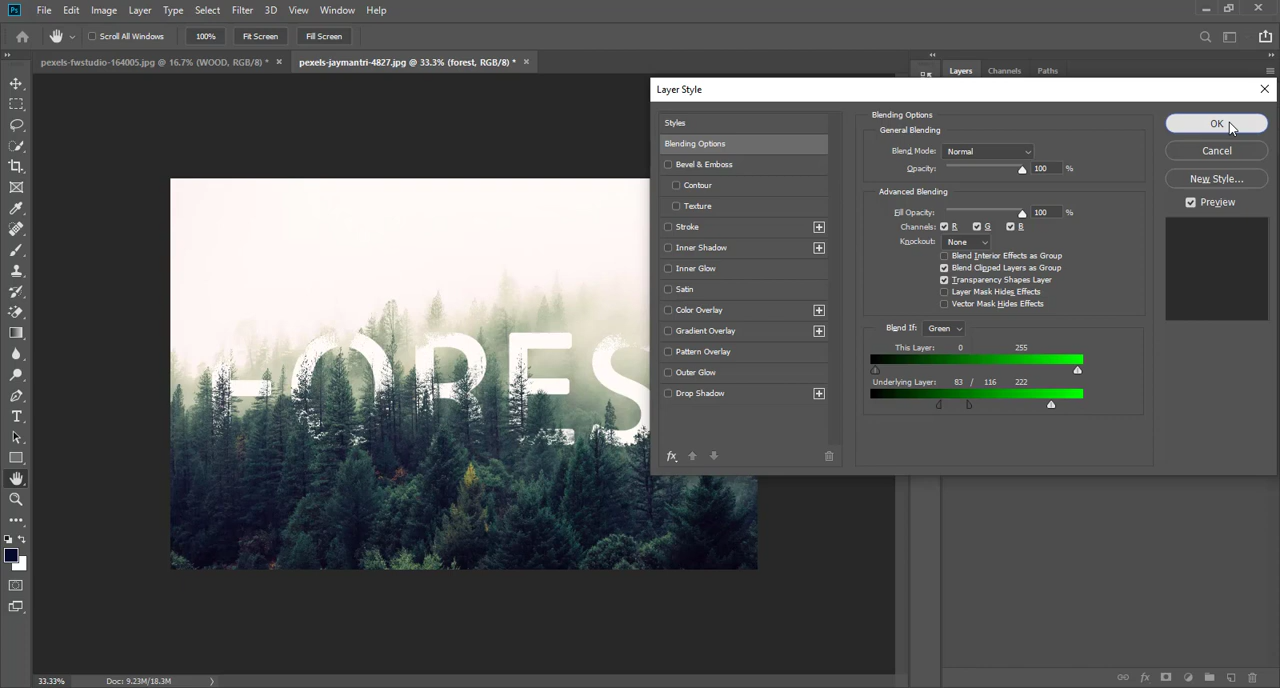 Ps File Edit Image Layer Type Select Filter 3D View Window Help
Scroll All Windows 100% Fit Screen Fill Screen
pexels-fwstudio-164005.jpg @ 16.7% (WOOD, RGB/8) * × pexels-jaymantri-4827.jpg @ 33.3% (forest, RGB/8) * ×
Layers Channels Paths
Layer Style
Styles
Blending Options
Bevel & Emboss
Contour
Texture
Stroke
Inner Shadow
Inner Glow
Satin
Color Overlay
Gradient Overlay
Pattern Overlay
Outer Glow
Drop Shadow
fx
Blending Options
General Blending
Blend Mode: Normal
Opacity: 100 %
Advanced Blending
Fill Opacity: 100 %
Channels: R G B
Knockout: None
Blend Interior Effects as Group
Blend Clipped Layers as Group
Transparency Shapes Layer
Layer Mask Hides Effects
Vector Mask Hides Effects
Blend If: Green
This Layer: 0 255
Underlying Layer: 83 / 116 222
OK
Cancel
New Style...
Preview
FORES
33.33% Doc: 9.23M/18.3M
fx